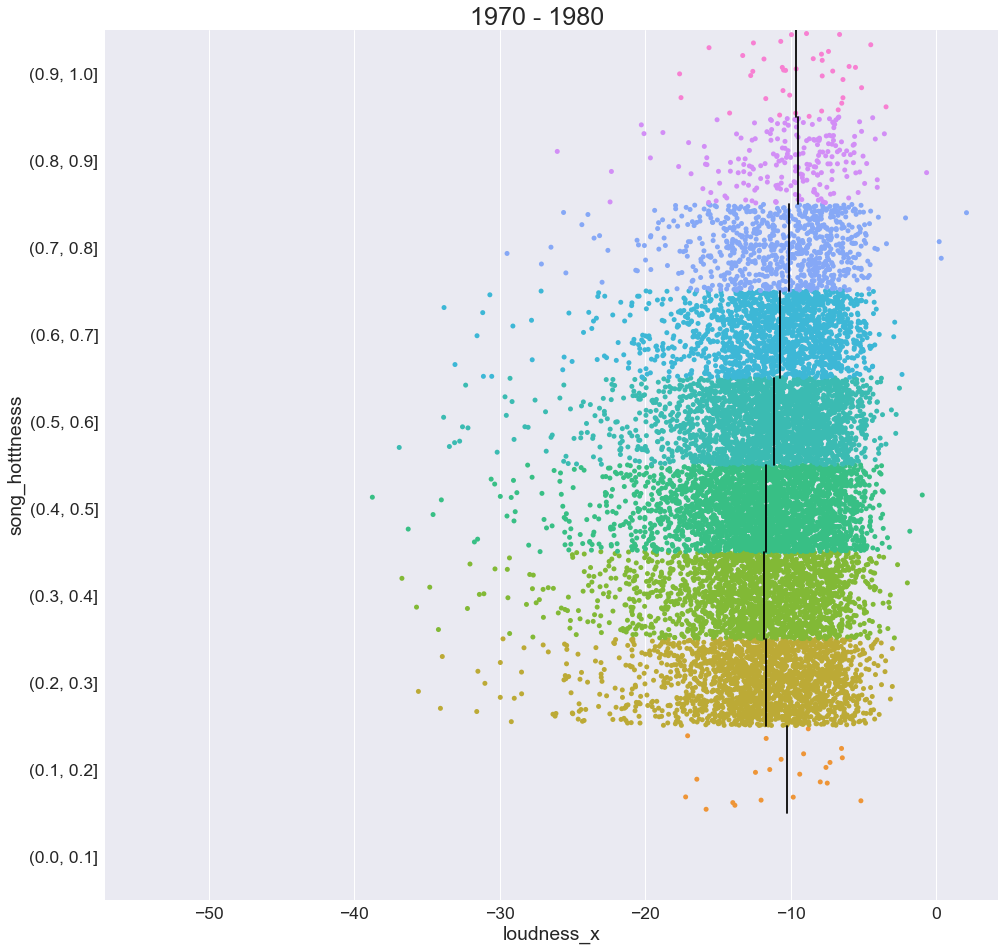 1970 - 1980
song_hotttnesss
(0.9, 1.0]
(0.8, 0.9]
(0.7, 0.8]
(0.6, 0.7]
(0.5, 0.6]
(0.4, 0.5]
(0.3, 0.4]
(0.2, 0.3]
(0.1, 0.2]
(0.0, 0.1]
−50 −40 −30 −20 −10 0
loudness_x